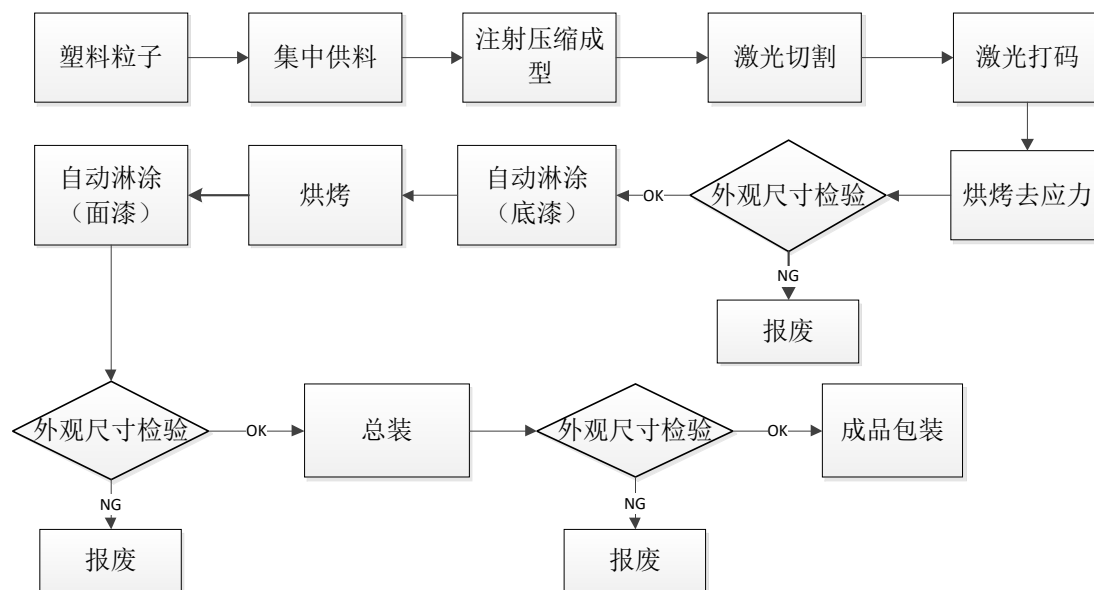 塑料粒子
集中供料
注射压缩成
型
激光切割
激光打码
烘烤去应力
外观尺寸检验
OK
NG
报废
自动淋涂
（底漆）
烘烤
自动淋涂
（面漆）
外观尺寸检验
OK
NG
报废
总装
外观尺寸检验
OK
NG
报废
成品包装